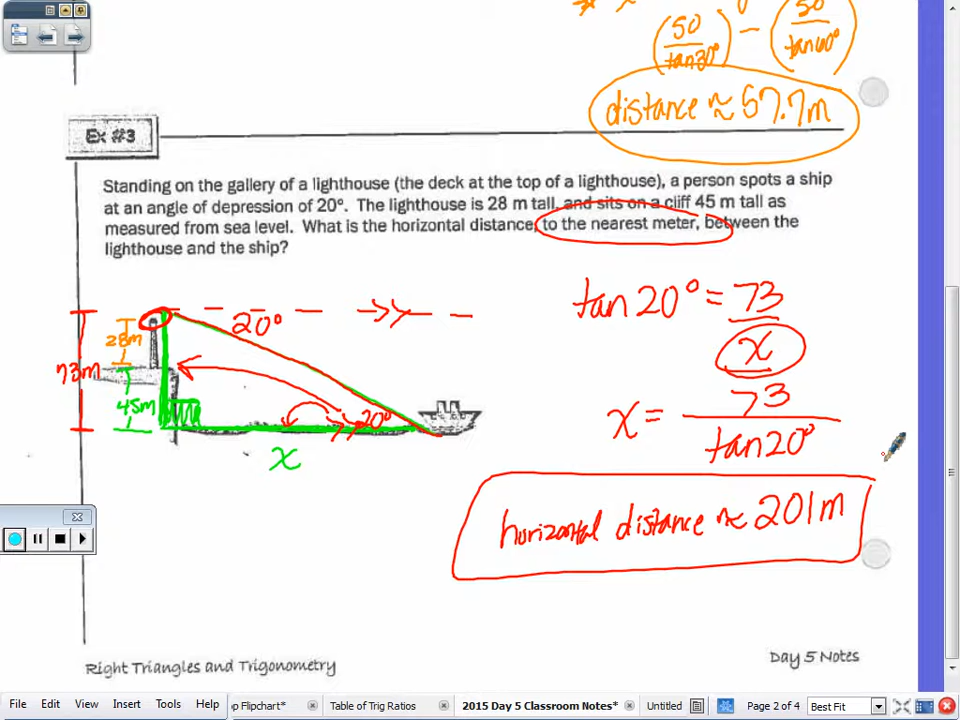 50
tan20°
−
50
tan40°
distance ≈ 57.7m
Ex #3
Standing on the gallery of a lighthouse (the deck at the top of a lighthouse), a person spots a ship
at an angle of depression of 20°. The lighthouse is 28 m tall, and sits on a cliff 45 m tall as
measured from sea level. What is the horizontal distance, to the nearest meter, between the
lighthouse and the ship?
20°
28m
73m
45m
20°
x
tan 20° = 73
x
x = 73
tan20°
horizontal distance ≈ 201m
Right Triangles and Trigonometry
Day 5 Notes
File Edit View Insert Tools Help
p Flipchart*
Table of Trig Ratios
2015 Day 5 Classroom Notes*
Untitled
Page 2 of 4
Best Fit